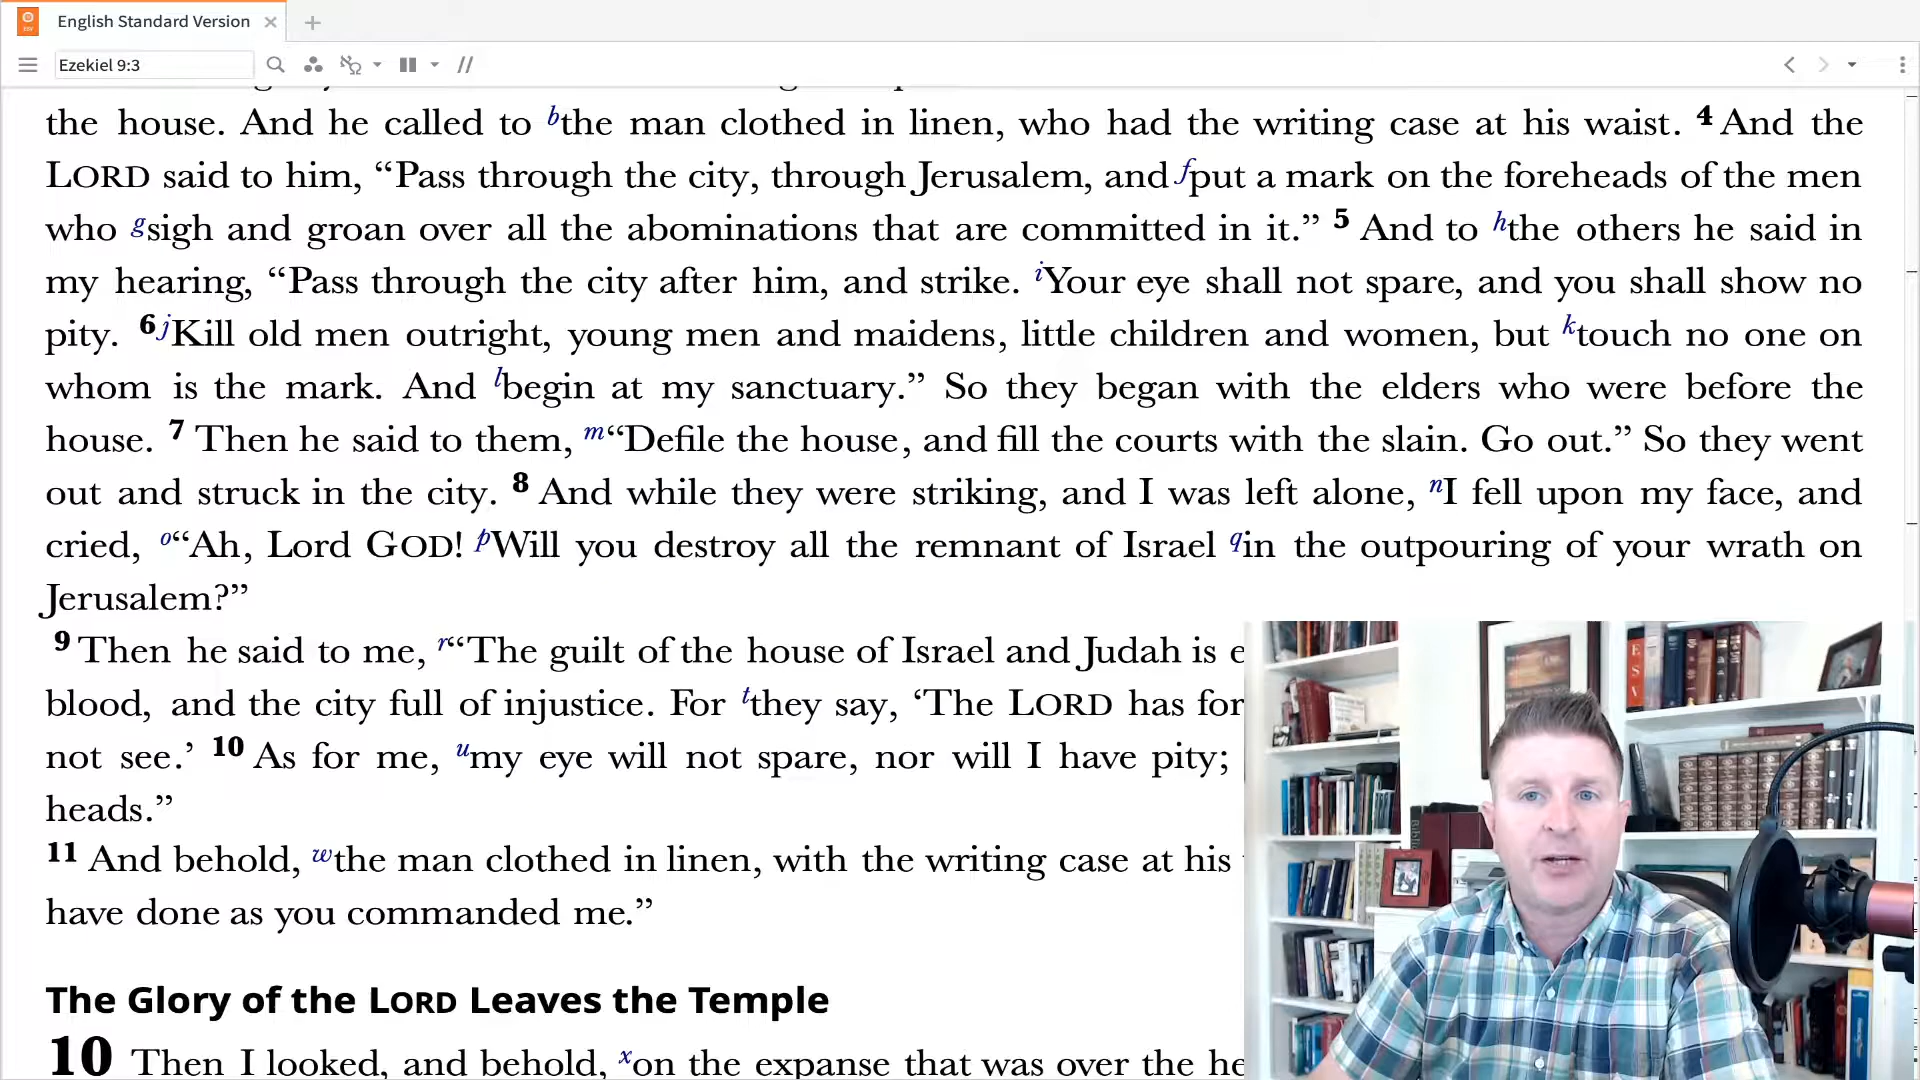 English Standard Version
Ezekiel 9:3
the house. And he called to bthe man clothed in linen, who had the writing case at his waist. 4 And the
LORD said to him, “Pass through the city, through Jerusalem, and fput a mark on the foreheads of the men
who gsigh and groan over all the abominations that are committed in it.” 5 And to hthe others he said in
my hearing, “Pass through the city after him, and strike. iYour eye shall not spare, and you shall show no
pity. 6 jKill old men outright, young men and maidens, little children and women, but ktouch no one on
whom is the mark. And lbegin at my sanctuary.” So they began with the elders who were before the
house. 7 Then he said to them, m“Defile the house, and fill the courts with the slain. Go out.” So they went
out and struck in the city. 8 And while they were striking, and I was left alone, nI fell upon my face, and
cried, o“Ah, Lord GOD! pWill you destroy all the remnant of Israel qin the outpouring of your wrath on
Jerusalem?”
9 Then he said to me, r“The guilt of the house of Israel and Judah is e
blood, and the city full of injustice. For tthey say, ‘The LORD has for
not see.’ 10 As for me, umy eye will not spare, nor will I have pity;
heads.”
11 And behold, wthe man clothed in linen, with the writing case at his
have done as you commanded me.”
The Glory of the LORD Leaves the Temple
10 Then I looked, and behold, xon the expanse that was over the he
ESV